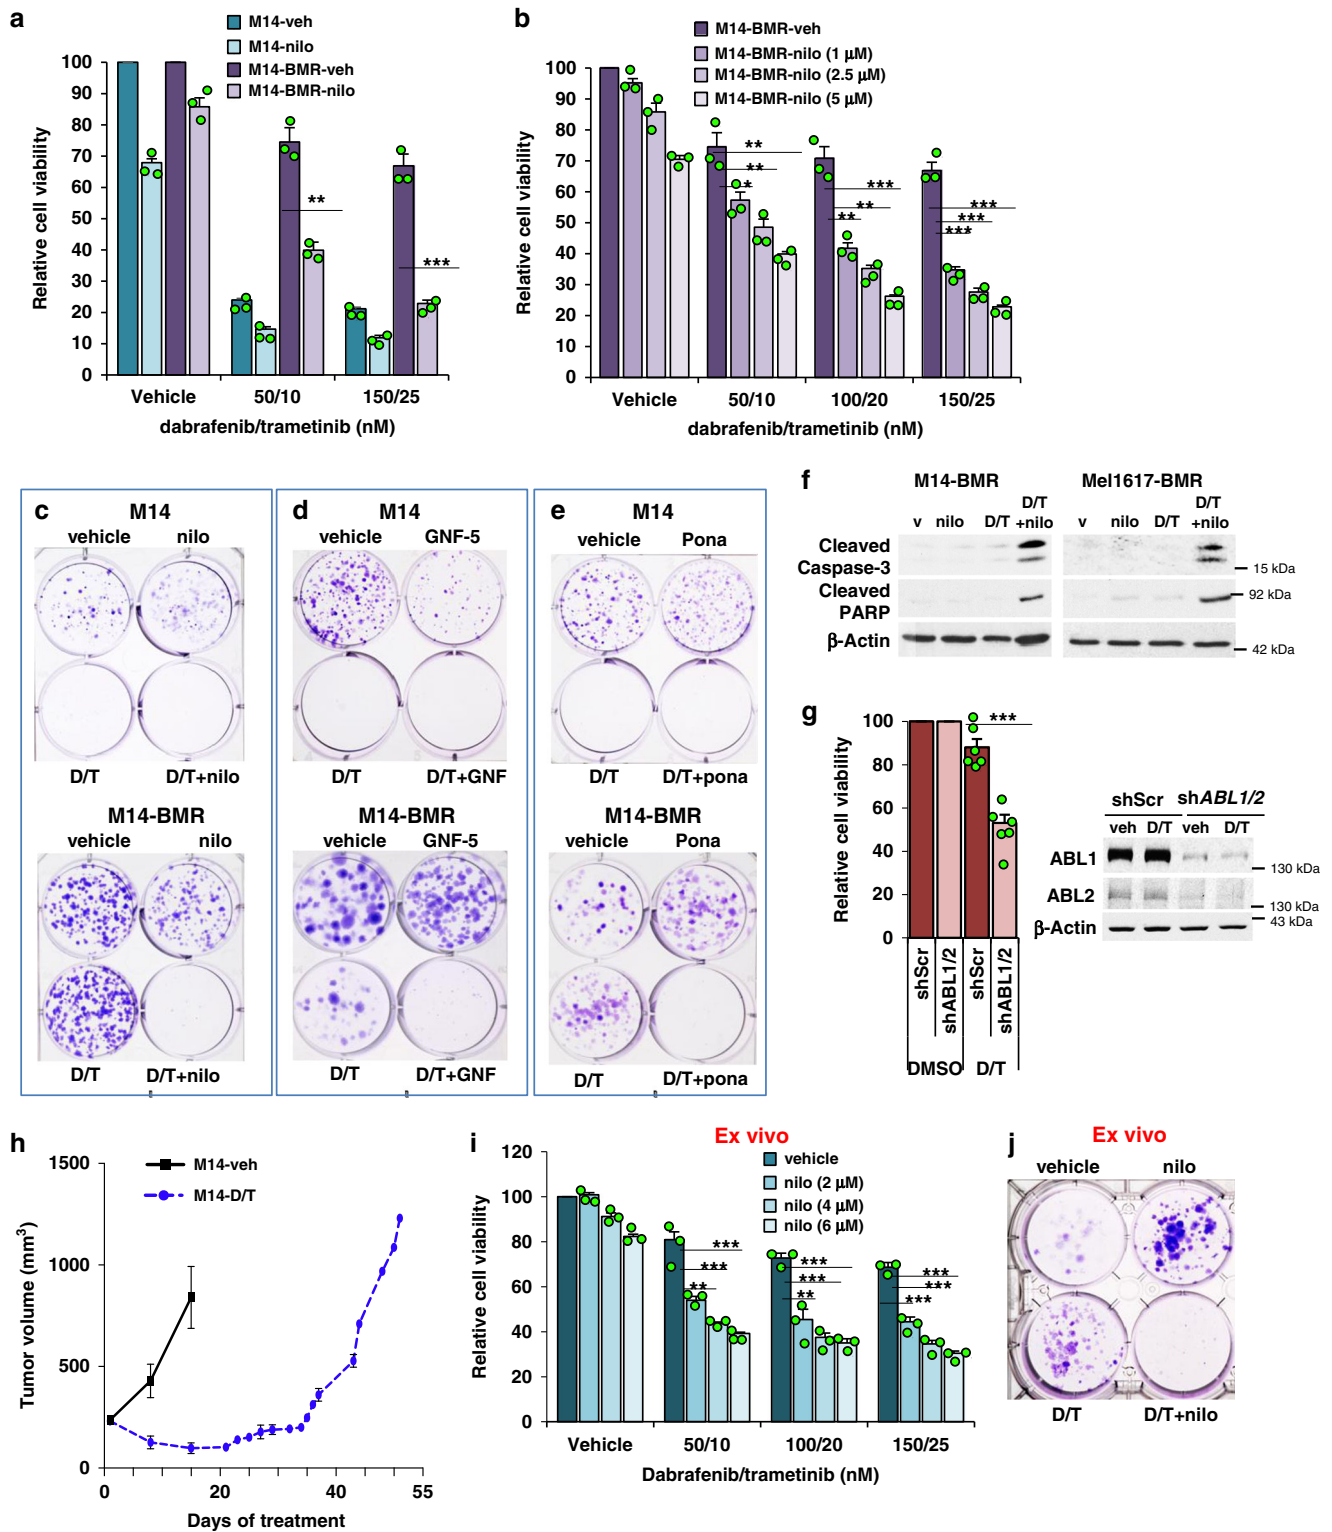 a
M14-veh
M14-nilo
M14-BMR-veh
M14-BMR-nilo
Relative cell viability
100
90
80
70
60
50
40
30
20
10
0
**
***
Vehicle
50/10
150/25
dabrafenib/trametinib (nM)
b
M14-BMR-veh
M14-BMR-nilo (1 μM)
M14-BMR-nilo (2.5 μM)
M14-BMR-nilo (5 μM)
Relative cell viability
100
90
80
70
60
50
40
30
20
10
0
**
**
*
***
**
**
***
***
***
Vehicle
50/10
100/20
150/25
dabrafenib/trametinib (nM)
c
M14
vehicle nilo
D/T D/T+nilo
M14-BMR
vehicle nilo
D/T D/T+nilo
d
M14
vehicle GNF-5
D/T D/T+GNF
M14-BMR
vehicle GNF-5
D/T D/T+GNF
e
M14
vehicle Pona
D/T D/T+pona
M14-BMR
vehicle Pona
D/T D/T+pona
f
M14-BMR
Mel1617-BMR
v nilo D/T D/T +nilo
v nilo D/T D/T +nilo
Cleaved
Caspase-3
15 kDa
Cleaved
PARP
92 kDa
β-Actin
42 kDa
g
Relative cell viability
100
80
60
40
20
0
***
shScr
shABL1/2
shScr
shABL1/2
DMSO
D/T
shScr shABL1/2
veh D/T veh D/T
ABL1
130 kDa
ABL2
130 kDa
β-Actin
43 kDa
h
M14-veh
M14-D/T
Tumor volume (mm3)
1500
1000
500
0
0 20 40 55
Days of treatment
i
Ex vivo
vehicle
nilo (2 μM)
nilo (4 μM)
nilo (6 μM)
Relative cell viability
120
100
80
60
40
20
0
***
***
**
***
***
**
***
***
***
Vehicle
50/10
100/20
150/25
Dabrafenib/trametinib (nM)
j
Ex vivo
vehicle nilo
D/T D/T+nilo